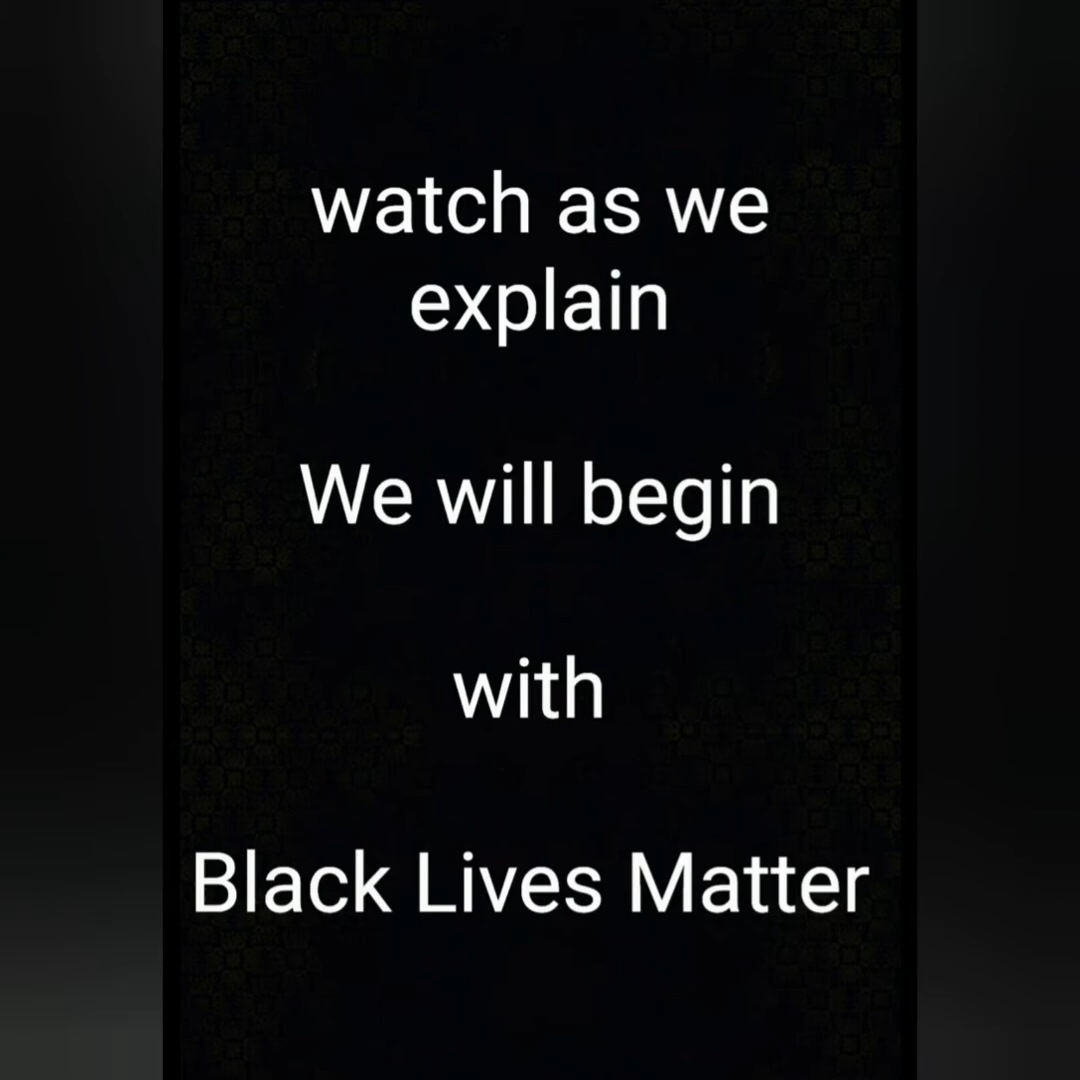 watch as we
explain
We will begin
with
Black Lives Matter